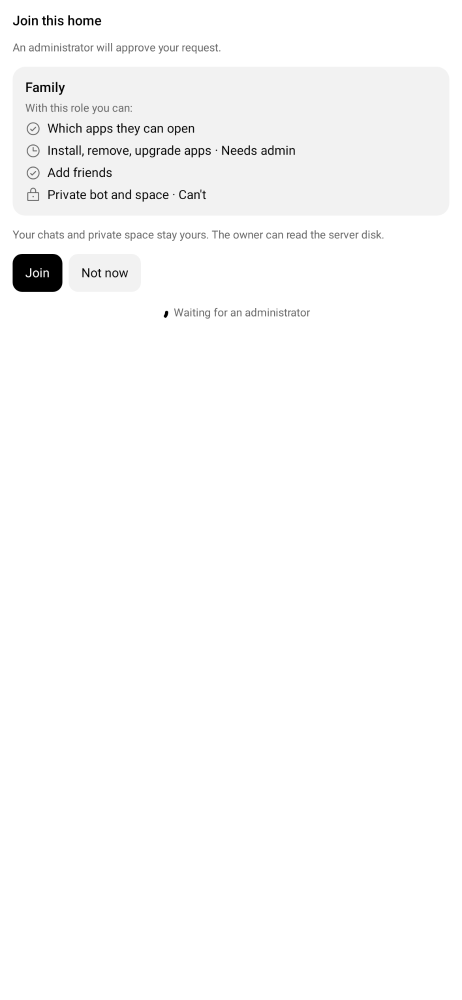 Join this home
An administrator will approve your request.
Family
With this role you can:
Which apps they can open
Install, remove, upgrade apps · Needs admin
Add friends
Private bot and space · Can't
Your chats and private space stay yours. The owner can read the server disk.
Join
Not now
Waiting for an administrator